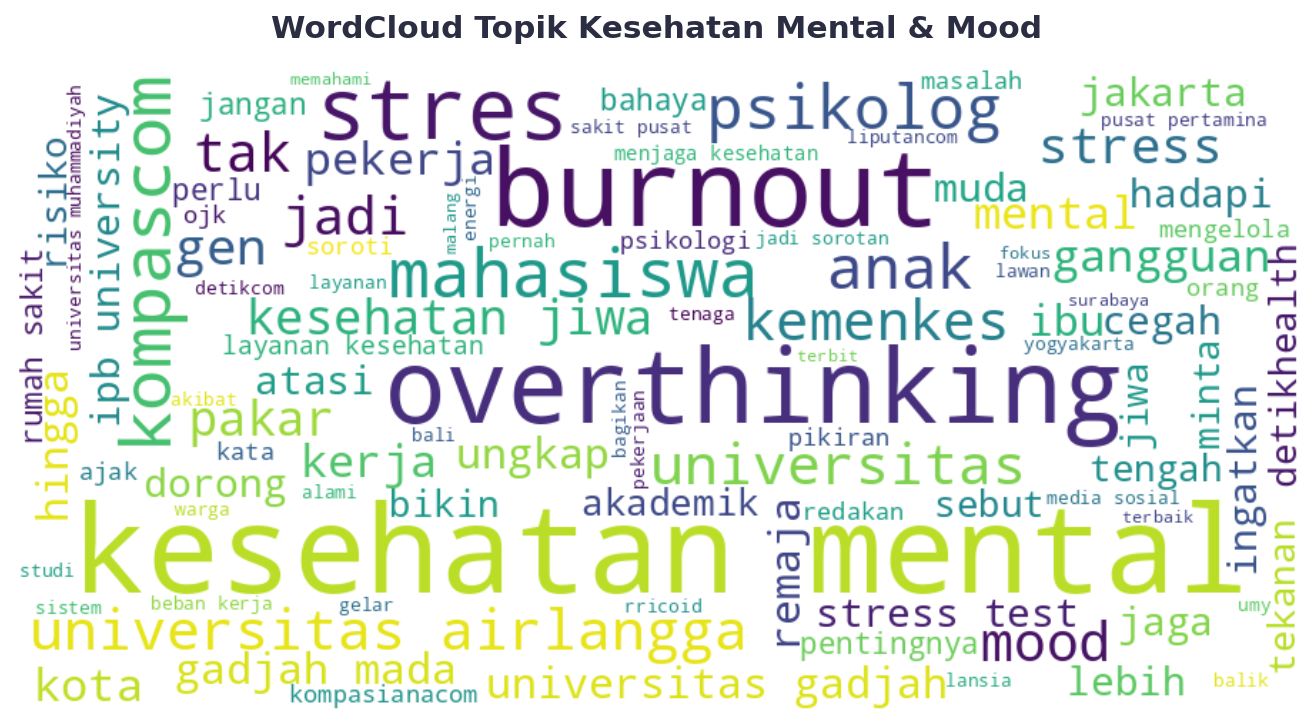 WordCloud Topik Kesehatan Mental & Mood
memahami
jangan
stres
bahaya
psikolog
masalah
jakarta
sakit pusat
liputancom
pusat pertamina
tak
pekerja
menjaga kesehatan
stress
kompascom
ipb university
universitas muhammadiyah
risiko
perlu
ojk
jadi
burnout
muda
mental
hadapi
gen
soroti
malang
energi
pernah
psikologi
jadi sorotan
mengelola
detikcom
layanan
mahasiswa
anak
fokus
lawan
gangguan
orang
detikhealth
rumah sakit
kesehatan jiwa
tenaga
kemenkes
surabaya
ibu
cegah
layanan kesehatan
yogyakarta
terbit
atasi
overthinking
jiwa
minta
hingga
akibat
pakar
bagikan
pekerjaan
ingatkan
bali
pikiran
kata
ajak
kerja
ungkap
universitas
tengah
dorong
alami
bikin
akademik
redakan
sebut
media sosial
terbaik
warga
kesehatan mental
remaja
tekanan
studi
sistem
beban kerja
gelar
rricoid
umy
universitas airlangga
stress test
jaga
pentingnya
mood
gadjah mada
kota
kompasianacom
universitas gadjah
lansia
lebih
balik